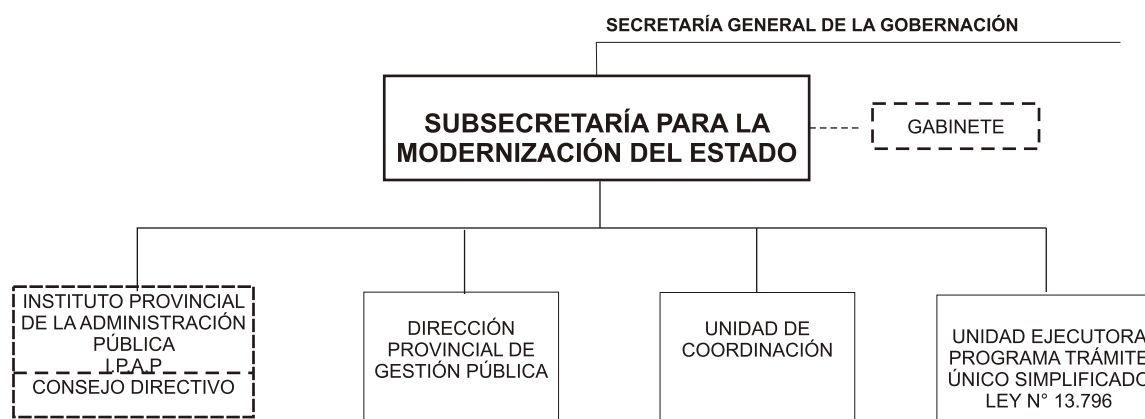 SECRETARÍA GENERAL DE LA GOBERNACIÓN
SUBSECRETARÍA PARA LA
MODERNIZACIÓN DEL ESTADO
GABINETE
INSTITUTO PROVINCIAL
DE LA ADMINISTRACIÓN
PÚBLICA
I.P.A.P.
CONSEJO DIRECTIVO
DIRECCIÓN
PROVINCIAL DE
GESTIÓN PÚBLICA
UNIDAD DE
COORDINACIÓN
UNIDAD EJECUTORA
PROGRAMA TRÁMITE
ÚNICO SIMPLIFICADO
LEY N° 13.796